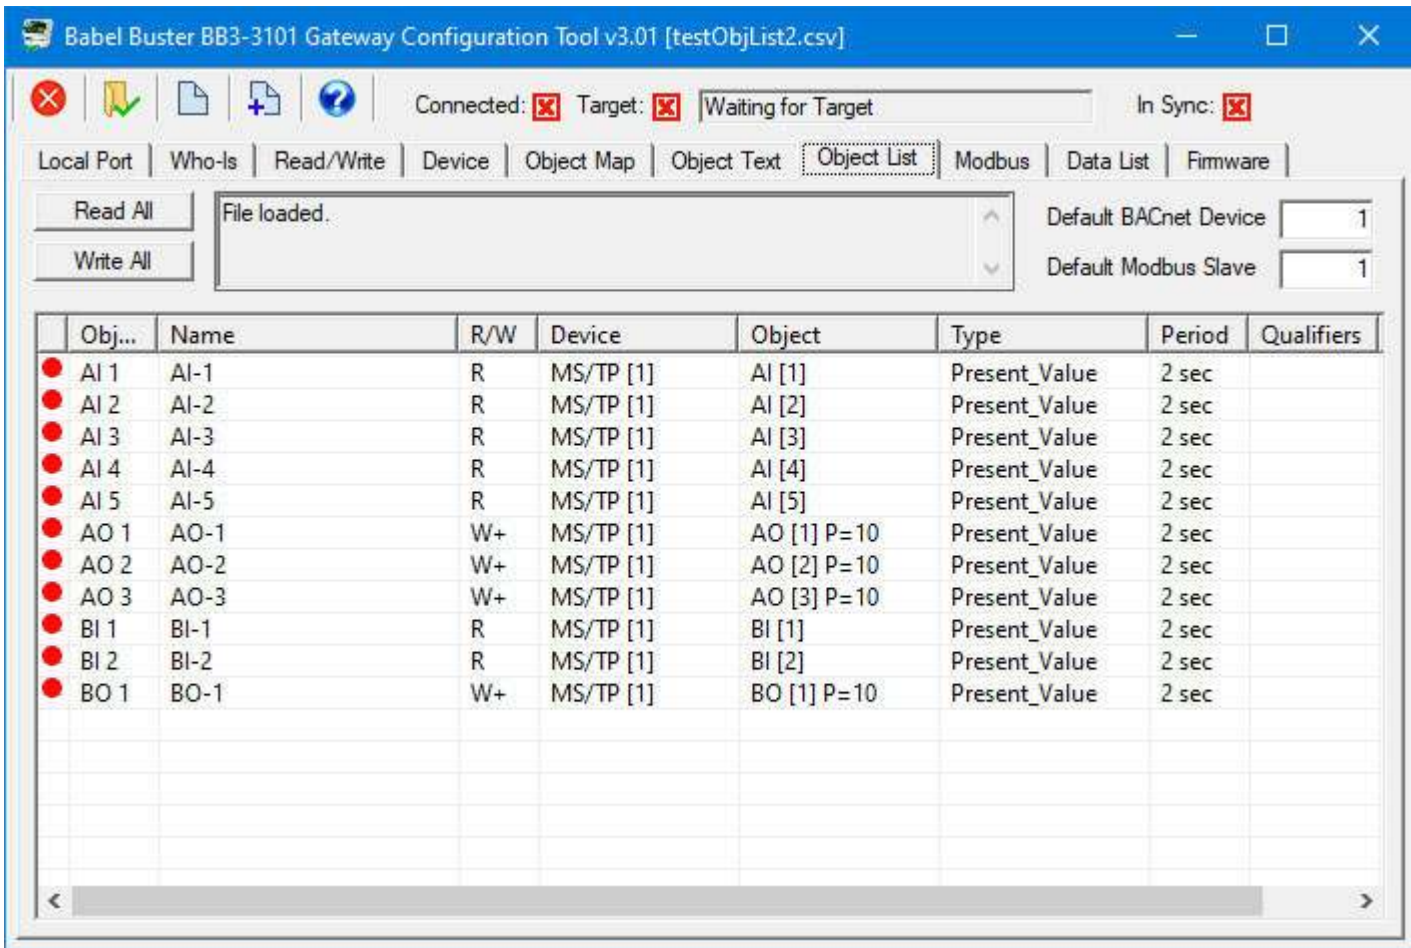 Babel Buster BB3-3101 Gateway Configuration Tool v3.01 [testObjList2.csv]
Connected: Target: Waiting for Target In Sync:
Local Port Who-Is Read/Write Device Object Map Object Text Object List Modbus Data List Firmware
Read All File loaded. Default BACnet Device 1
Write All Default Modbus Slave 1
Obj... Name R/W Device Object Type Period Qualifiers
AI 1 AI-1 R MS/TP [1] AI [1] Present_Value 2 sec
AI 2 AI-2 R MS/TP [1] AI [2] Present_Value 2 sec
AI 3 AI-3 R MS/TP [1] AI [3] Present_Value 2 sec
AI 4 AI-4 R MS/TP [1] AI [4] Present_Value 2 sec
AI 5 AI-5 R MS/TP [1] AI [5] Present_Value 2 sec
AO 1 AO-1 W+ MS/TP [1] AO [1] P=10 Present_Value 2 sec
AO 2 AO-2 W+ MS/TP [1] AO [2] P=10 Present_Value 2 sec
AO 3 AO-3 W+ MS/TP [1] AO [3] P=10 Present_Value 2 sec
BI 1 BI-1 R MS/TP [1] BI [1] Present_Value 2 sec
BI 2 BI-2 R MS/TP [1] BI [2] Present_Value 2 sec
BO 1 BO-1 W+ MS/TP [1] BO [1] P=10 Present_Value 2 sec